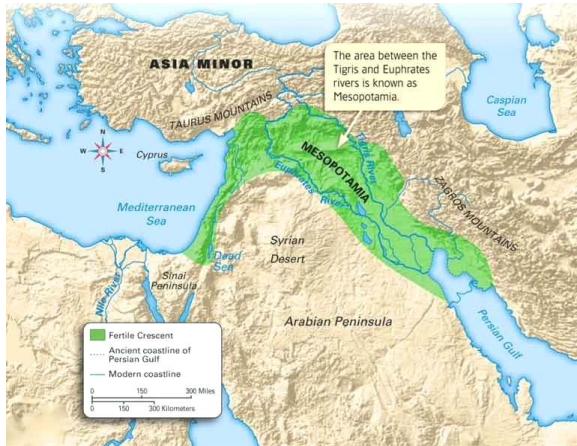 ASIA MINOR
The area between the
Tigris and Euphrates
rivers is known as
Mesopotamia.
Caspian
Sea
TAURUS MOUNTAINS
N
W E
S
Cyprus
MESOPOTAMIA
Tigris River
Euphrates River
ZAGROS MOUNTAINS
Mediterranean
Sea
Syrian
Desert
Dead
Sea
Sinai
Peninsula
Nile River
Arabian Peninsula
Persian Gulf
Fertile Crescent
Ancient coastline of
Persian Gulf
Modern coastline
0 150 300 Miles
0 150 300 Kilometers